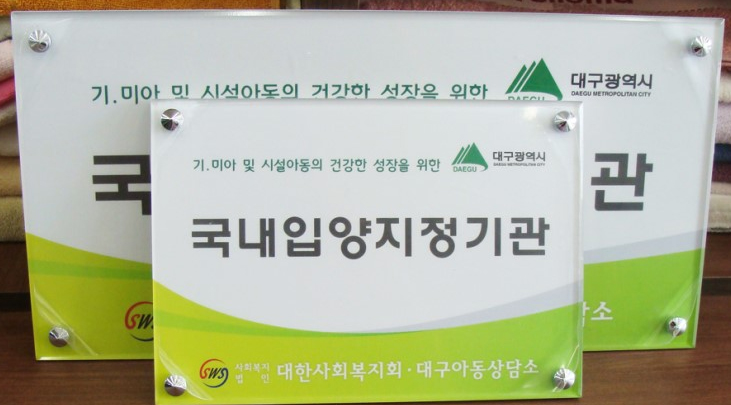 기.미아 및 시설아동의 건강한 성장을 위한
DAEGU
대구광역시
DAEGU METROPOLITAN CITY
국
관
SWS
소
기.미아 및 시설아동의 건강한 성장을 위한
DAEGU
대구광역시
DAEGU METROPOLITAN CITY
국내입양지정기관
SWS
사회복지
법인
대한사회복지회·대구아동상담소